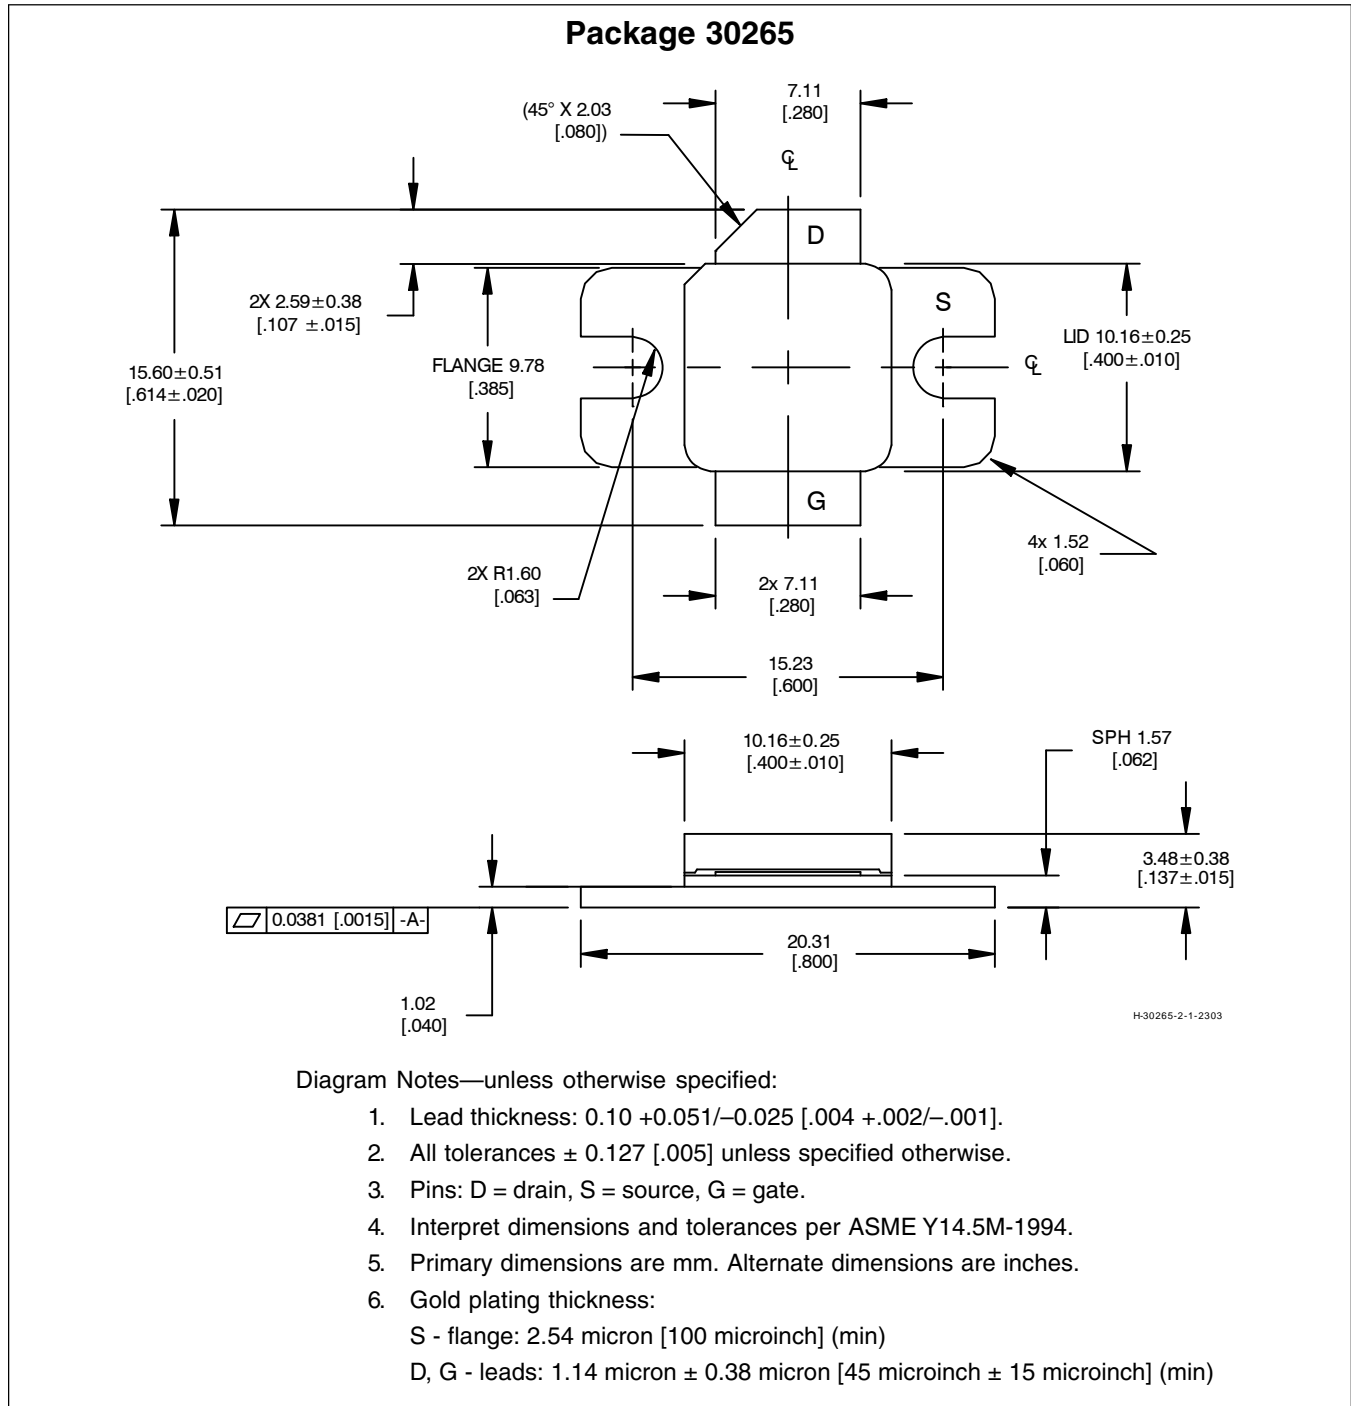 Package 30265
7.11
[.280]
(45° X 2.03
[.080])
℄
D
2X 2.59±0.38
[.107 ±.015]
S
LID 10.16±0.25
[.400±.010]
FLANGE 9.78
[.385]
℄
15.60±0.51
[.614±.020]
G
4x 1.52
[.060]
2X R1.60
[.063]
2x 7.11
[.280]
15.23
[.600]
10.16±0.25
[.400±.010]
SPH 1.57
[.062]
3.48±0.38
[.137±.015]
0.0381 [.0015] -A-
20.31
[.800]
1.02
[.040]
H-30265-2-1-2303
Diagram Notes—unless otherwise specified:
1. Lead thickness: 0.10 +0.051/–0.025 [.004 +.002/–.001].
2. All tolerances ± 0.127 [.005] unless specified otherwise.
3. Pins: D = drain, S = source, G = gate.
4. Interpret dimensions and tolerances per ASME Y14.5M-1994.
5. Primary dimensions are mm. Alternate dimensions are inches.
6. Gold plating thickness:
S - flange: 2.54 micron [100 microinch] (min)
D, G - leads: 1.14 micron ± 0.38 micron [45 microinch ± 15 microinch] (min)